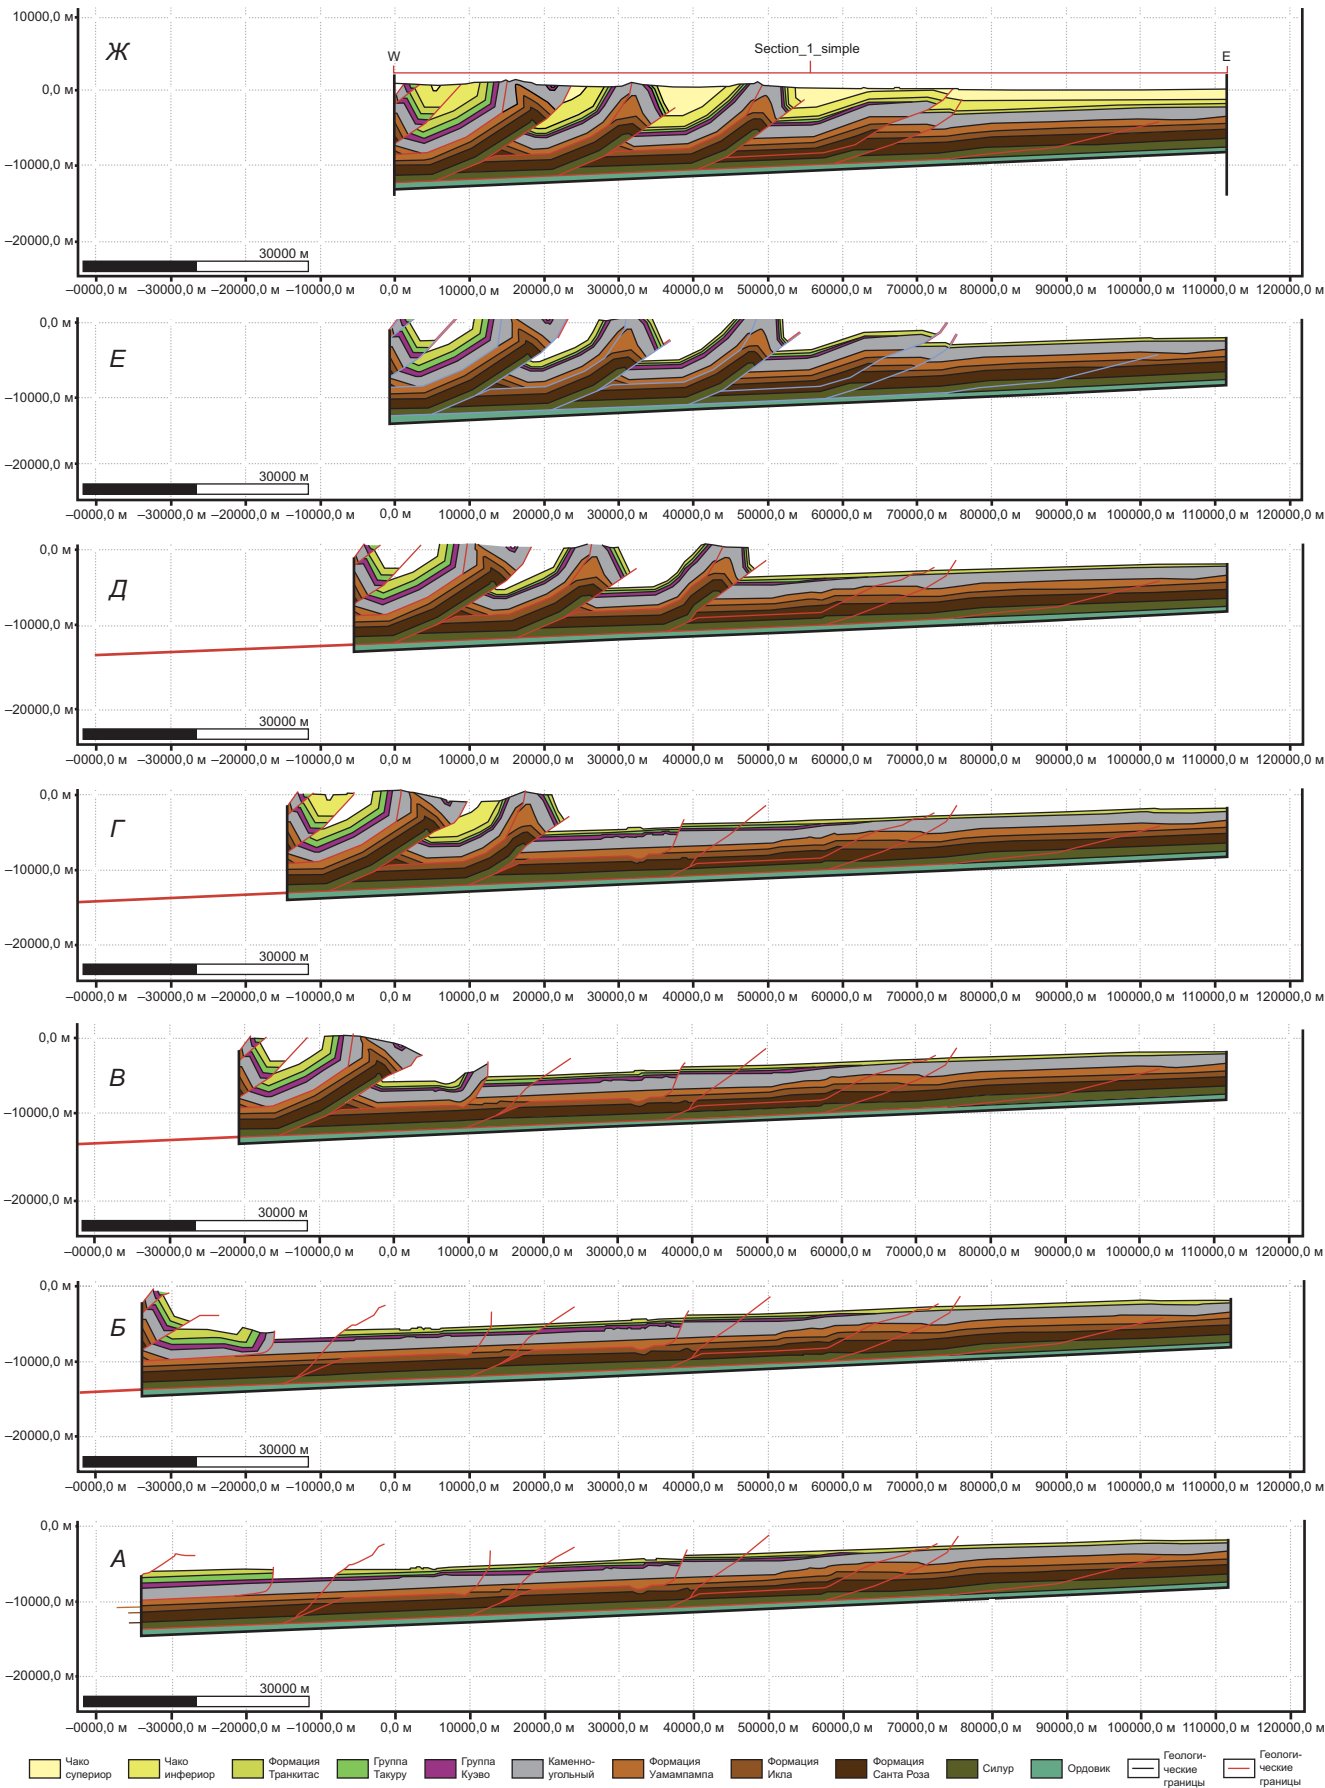 10000,0 м
Ж
Section_1_simple
W
E
0,0 м
–10000,0 м
–20000,0 м
30000 м
–0000,0 м –30000,0 м –20000,0 м –10000,0 м 0,0 м 10000,0 м 20000,0 м 30000,0 м 40000,0 м 50000,0 м 60000,0 м 70000,0 м 80000,0 м 90000,0 м 100000,0 м 110000,0 м 120000,0 м
0,0 м
Е
–10000,0 м
–20000,0 м
30000 м
–0000,0 м –30000,0 м –20000,0 м –10000,0 м 0,0 м 10000,0 м 20000,0 м 30000,0 м 40000,0 м 50000,0 м 60000,0 м 70000,0 м 80000,0 м 90000,0 м 100000,0 м 110000,0 м 120000,0 м
0,0 м
Д
–10000,0 м
–20000,0 м
30000 м
–0000,0 м –30000,0 м –20000,0 м –10000,0 м 0,0 м 10000,0 м 20000,0 м 30000,0 м 40000,0 м 50000,0 м 60000,0 м 70000,0 м 80000,0 м 90000,0 м 100000,0 м 110000,0 м 120000,0 м
0,0 м
Г
–10000,0 м
–20000,0 м
30000 м
–0000,0 м –30000,0 м –20000,0 м –10000,0 м 0,0 м 10000,0 м 20000,0 м 30000,0 м 40000,0 м 50000,0 м 60000,0 м 70000,0 м 80000,0 м 90000,0 м 100000,0 м 110000,0 м 120000,0 м
0,0 м
В
–10000,0 м
–20000,0 м
30000 м
–0000,0 м –30000,0 м –20000,0 м –10000,0 м 0,0 м 10000,0 м 20000,0 м 30000,0 м 40000,0 м 50000,0 м 60000,0 м 70000,0 м 80000,0 м 90000,0 м 100000,0 м 110000,0 м 120000,0 м
0,0 м
Б
–10000,0 м
–20000,0 м
30000 м
–0000,0 м –30000,0 м –20000,0 м –10000,0 м 0,0 м 10000,0 м 20000,0 м 30000,0 м 40000,0 м 50000,0 м 60000,0 м 70000,0 м 80000,0 м 90000,0 м 100000,0 м 110000,0 м 120000,0 м
0,0 м
А
–10000,0 м
–20000,0 м
30000 м
–0000,0 м –30000,0 м –20000,0 м –10000,0 м 0,0 м 10000,0 м 20000,0 м 30000,0 м 40000,0 м 50000,0 м 60000,0 м 70000,0 м 80000,0 м 90000,0 м 100000,0 м 110000,0 м 120000,0 м
Чако
супериор
Чако
инфериор
Формация
Транкитас
Группа
Такуру
Группа
Куэво
Каменно-
угольный
Формация
Уамампампа
Формация
Икла
Формация
Санта Роза
Силур
Ордовик
Геологи-
ческие
границы
Геологи-
ческие
границы